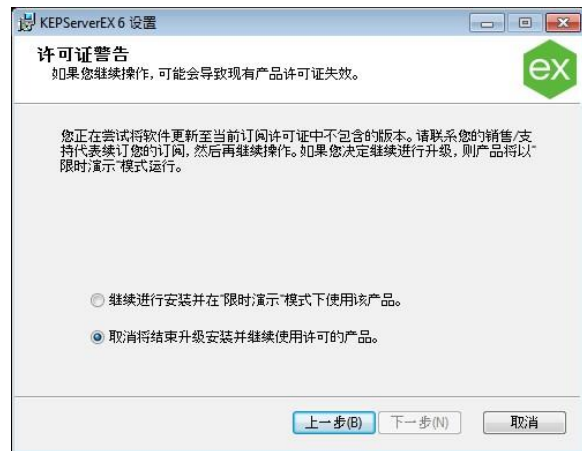 KEPServerEX 6 设置
许可证警告
如果您继续操作,可能会导致现有产品许可证失效。
ex
您正在尝试将软件更新至当前订阅许可证中不包含的版本。请联系您的销售/支
持代表续订您的订阅,然后再继续操作。如果您决定继续进行升级,则产品将以"
限时演示"模式运行。
继续进行安装并在"限时演示"模式下使用该产品。
取消将结束升级安装并继续使用许可的产品。
上一步(B)
下一步(N)
取消